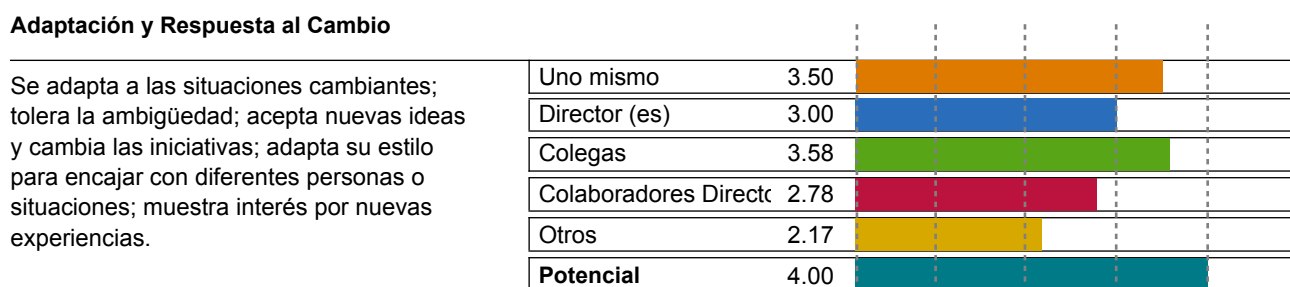 Adaptación y Respuesta al Cambio
Se adapta a las situaciones cambiantes;
tolera la ambigüedad; acepta nuevas ideas
y cambia las iniciativas; adapta su estilo
para encajar con diferentes personas o
situaciones; muestra interés por nuevas
experiencias.
Uno mismo 3.50
Director (es) 3.00
Colegas 3.58
Colaboradores Directo 2.78
Otros 2.17
Potencial 4.00